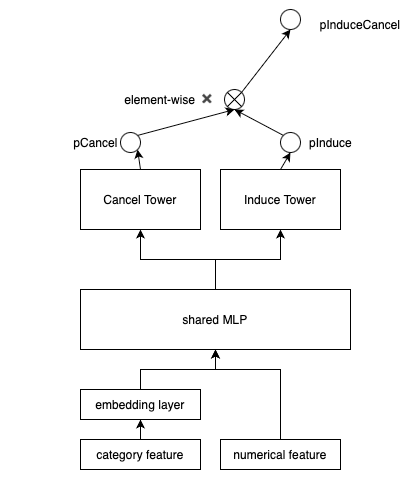 pInduceCancel
element-wise ×
pCancel
pInduce
Cancel Tower
Induce Tower
shared MLP
embedding layer
category feature
numerical feature